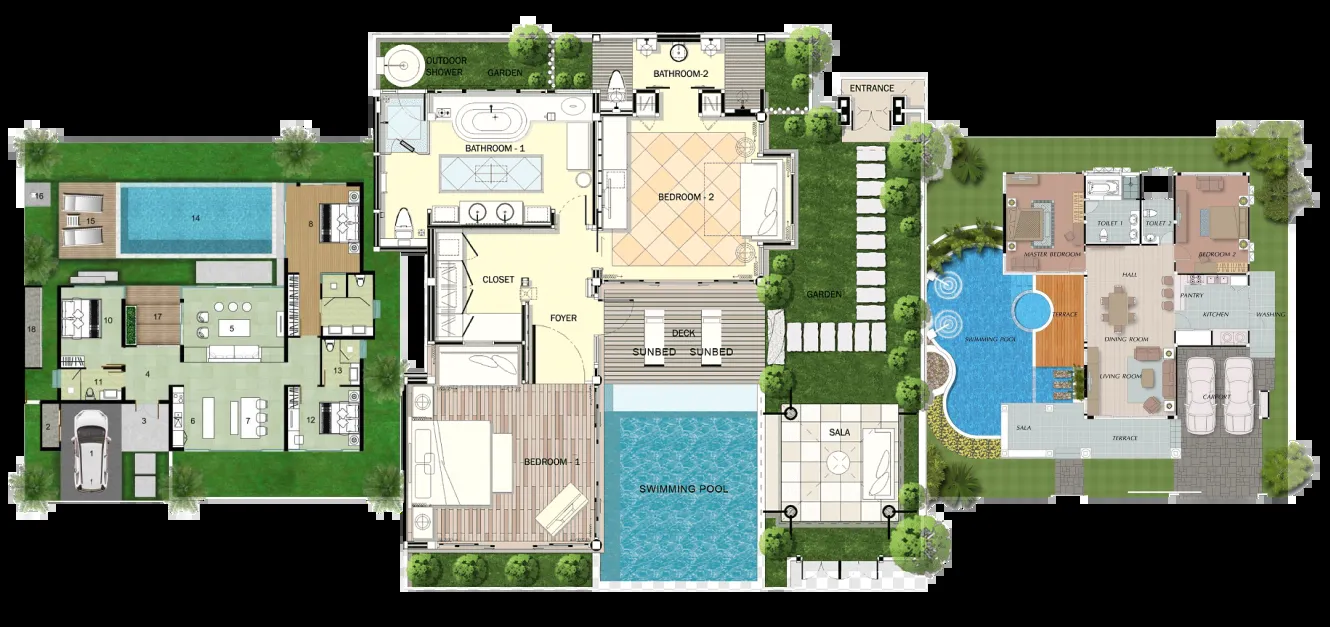 16
15
14
8
18
10
17
5
11
4
13
2
3
6
7
12
1
OUTDOOR
SHOWER
GARDEN
BATHROOM-2
ENTRANCE
BATHROOM - 1
BEDROOM - 2
CLOSET
FOYER
GARDEN
DECK
SUNBED
SUNBED
BEDROOM - 1
SWIMMING POOL
SALA
TOILET 1
TOILET 2
MASTER BEDROOM
BEDROOM 2
HALL
PANTRY
KITCHEN
WASHING
TERRACE
SWIMMING POOL
DINING ROOM
LIVING ROOM
CARPORT
SALA
TERRACE